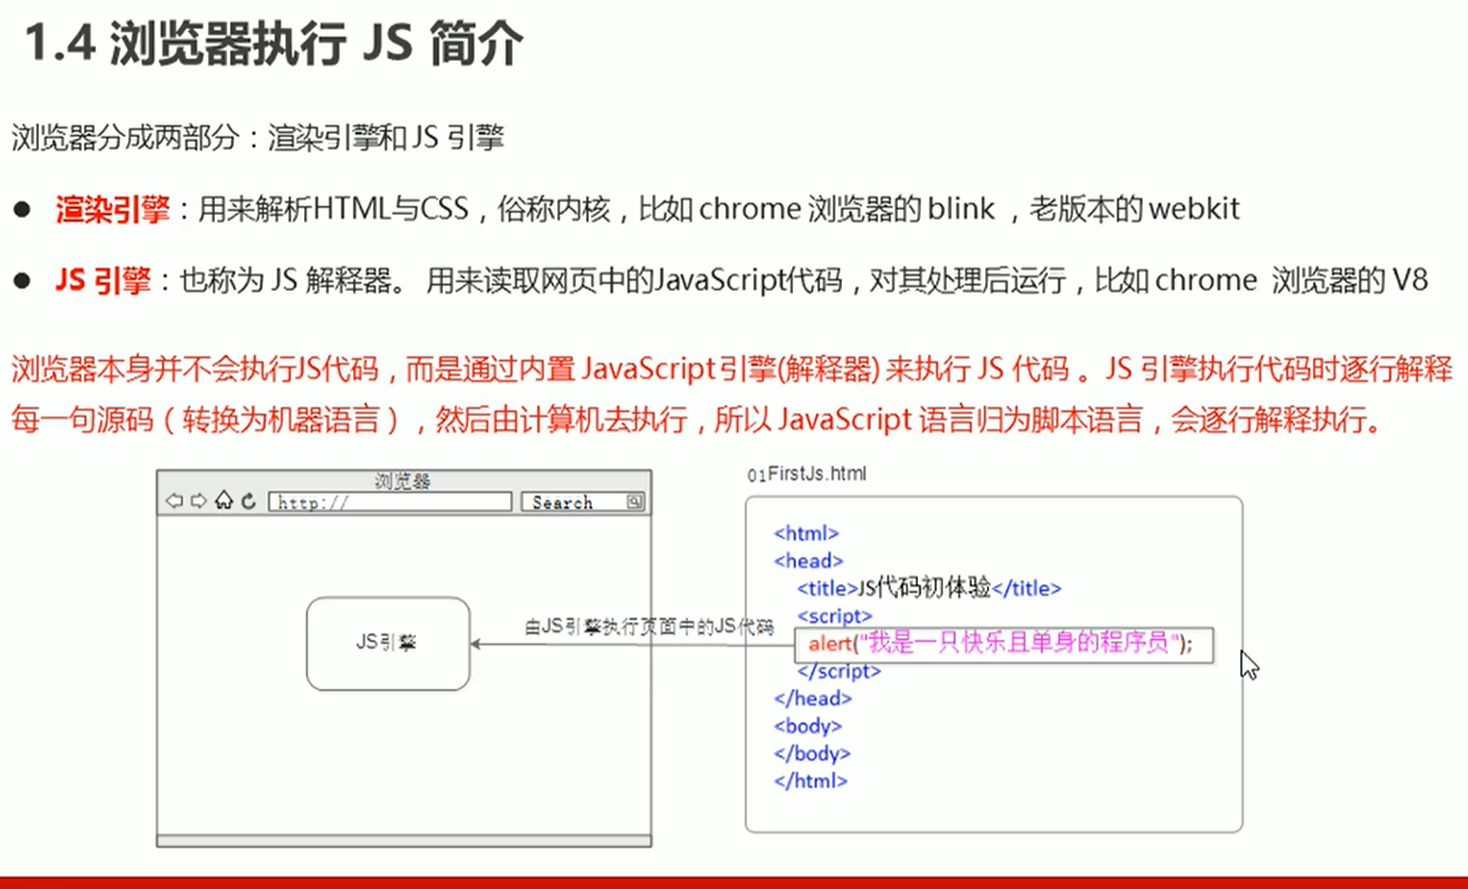 1.4 浏览器执行 JS 简介
浏览器分成两部分：渲染引擎和 JS 引擎
● 渲染引擎：用来解析HTML与CSS，俗称内核，比如 chrome 浏览器的 blink ，老版本的 webkit
● JS 引擎：也称为 JS 解释器。 用来读取网页中的JavaScript代码，对其处理后运行，比如 chrome 浏览器的 V8
浏览器本身并不会执行JS代码，而是通过内置 JavaScript 引擎(解释器) 来执行 JS 代码 。JS 引擎执行代码时逐行解释
每一句源码（转换为机器语言），然后由计算机去执行，所以 JavaScript 语言归为脚本语言，会逐行解释执行。
浏览器
http://
Search
JS引擎
由JS引擎执行页面中的JS代码
01FirstJs.html
<html>
<head>
<title>JS代码初体验</title>
<script>
alert("我是一只快乐且单身的程序员");
</script>
</head>
<body>
</body>
</html>